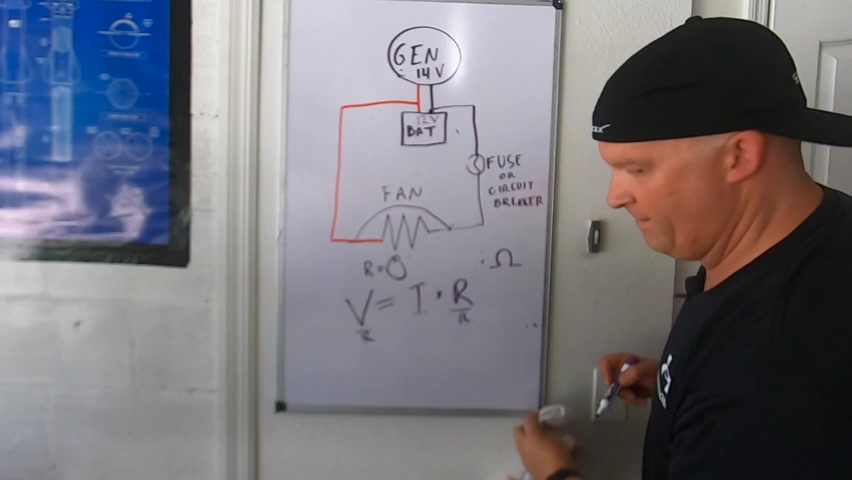 GEN
14 V
12V
BAT
FUSE
OR
CIRCUIT
BREAKER
FAN
R=
Ω
V = I · R
R R